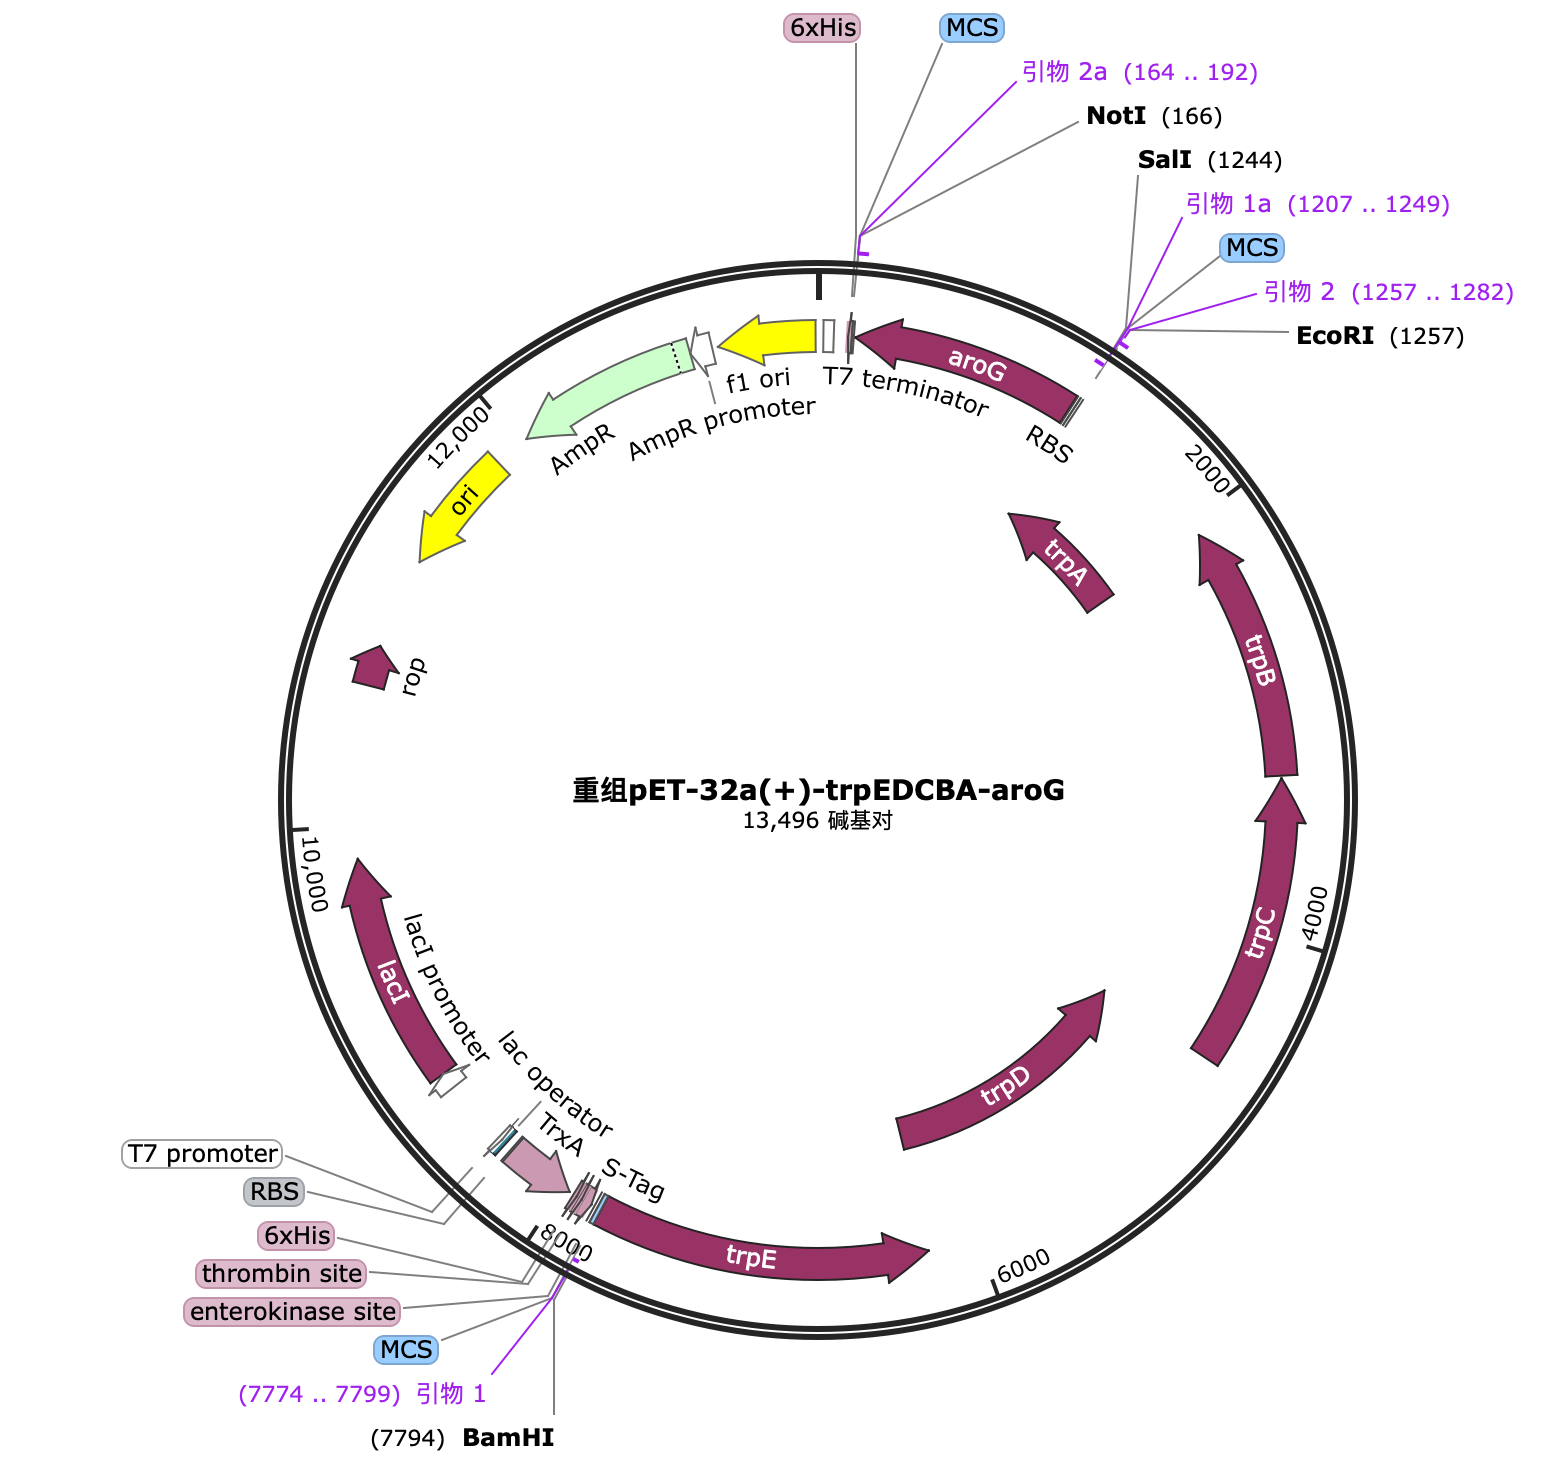 6xHis
MCS
引物 2a (164 .. 192)
NotI (166)
SalI (1244)
引物 1a (1207 .. 1249)
MCS
引物 2 (1257 .. 1282)
EcoRI (1257)
aroG
T7 terminator
f1 ori
AmpR promoter
AmpR
12,000
ori
RBS
2000
trpA
trpB
rop
重组pET-32a(+)-trpEDCBA-aroG
13,496 碱基对
10,000
4000
trpC
lacI promoter
lacI
lac operator
trpD
TrxA
S-Tag
T7 promoter
RBS
6xHis
8000
trpE
6000
thrombin site
enterokinase site
MCS
(7774 .. 7799) 引物 1
(7794) BamHI